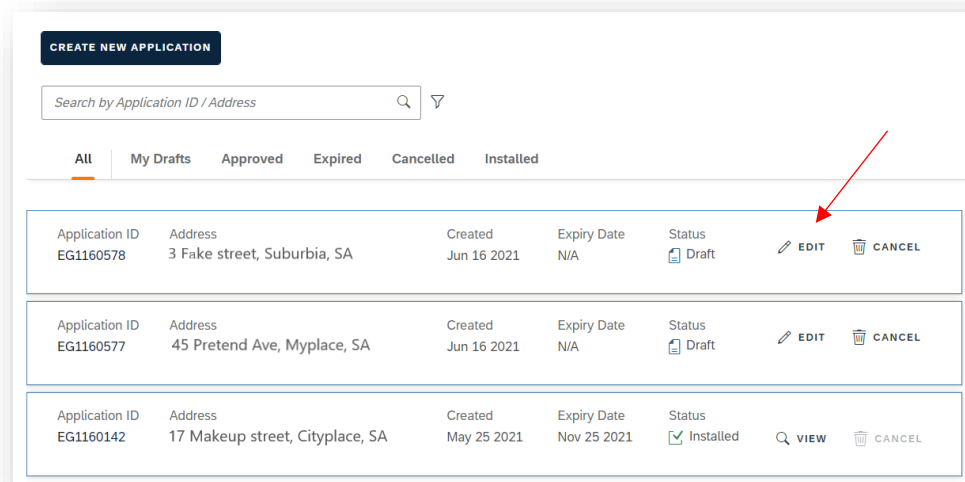 CREATE NEW APPLICATION
Search by Application ID / Address
All My Drafts Approved Expired Cancelled Installed
Application ID Address Created Expiry Date Status
EG1160578 3 Fake street, Suburbia, SA Jun 16 2021 N/A Draft EDIT CANCEL
Application ID Address Created Expiry Date Status
EG1160577 45 Pretend Ave, Myplace, SA Jun 16 2021 N/A Draft EDIT CANCEL
Application ID Address Created Expiry Date Status
EG1160142 17 Makeup street, Cityplace, SA May 25 2021 Nov 25 2021 Installed VIEW CANCEL